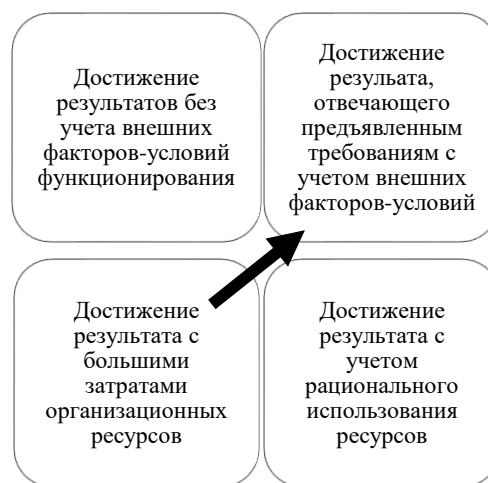 Достижение
результатов без
учета внешних
факторов-условий
функционирования
Достижение
резульата,
отвечающего
предъявленным
требованиям с
учетом внешних
факторов-условий
Достижение
результата с
большими
затратами
организационных
ресурсов
Достижение
результата с
учетом
рационального
использования
ресурсов